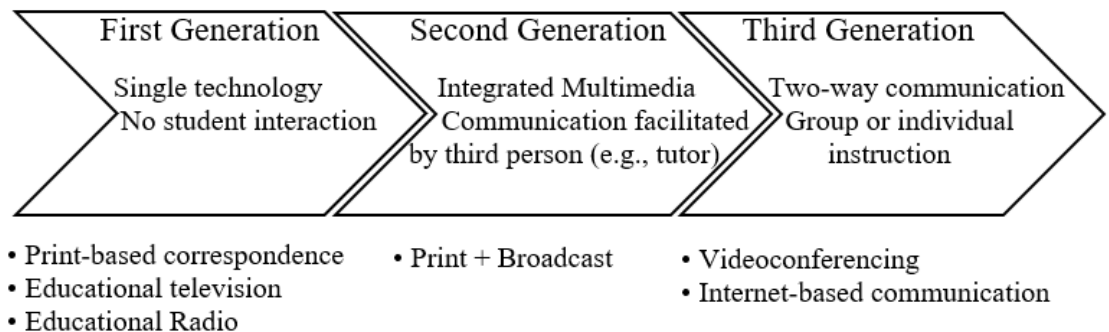 First Generation
Single technology
No student interaction
Second Generation
Integrated Multimedia
Communication facilitated
by third person (e.g., tutor)
Third Generation
Two-way communication
Group or individual
instruction
• Print-based correspondence
• Educational television
• Educational Radio
• Print + Broadcast
• Videoconferencing
• Internet-based communication